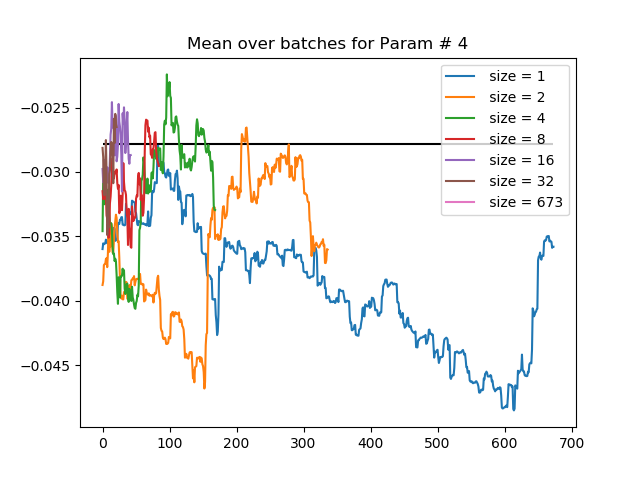 Mean over batches for Param # 4
size = 1
size = 2
size = 4
size = 8
size = 16
size = 32
size = 673
−0.025
−0.030
−0.035
−0.040
−0.045
0 100 200 300 400 500 600 700